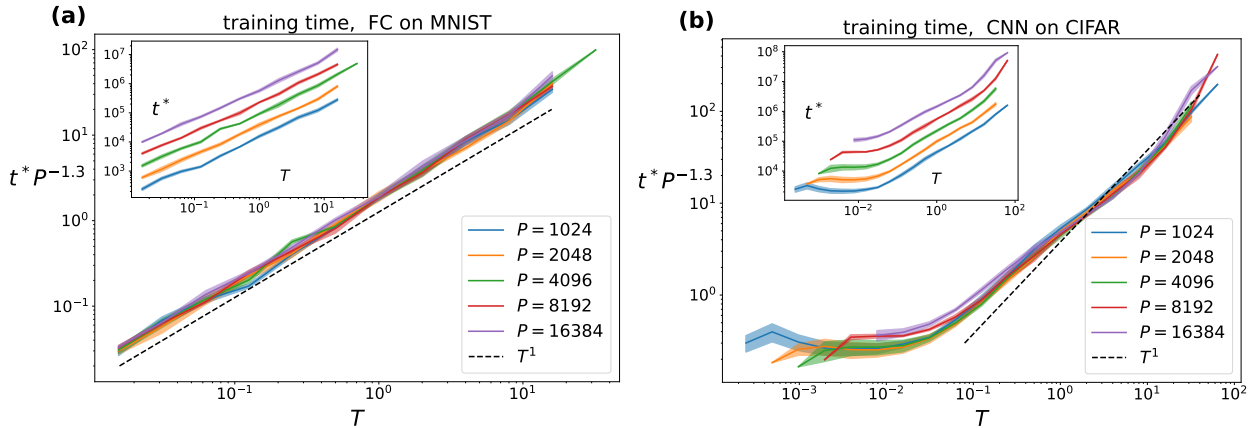 (a)
training time, FC on MNIST
t* P^{-1.3}
10^2
10^1
10^0
10^{-1}
10^{-1}
10^0
10^1
T
10^7
10^6
10^5
10^4
10^3
t*
10^{-1}
10^0
10^1
T
P = 1024
P = 2048
P = 4096
P = 8192
P = 16384
T^1
(b)
training time, CNN on CIFAR
t* P^{-1.3}
10^2
10^1
10^0
10^{-3}
10^{-2}
10^{-1}
10^0
10^1
10^2
T
10^8
10^7
10^6
10^5
10^4
10^3
t*
10^{-2}
10^0
10^2
T
P = 1024
P = 2048
P = 4096
P = 8192
P = 16384
T^1